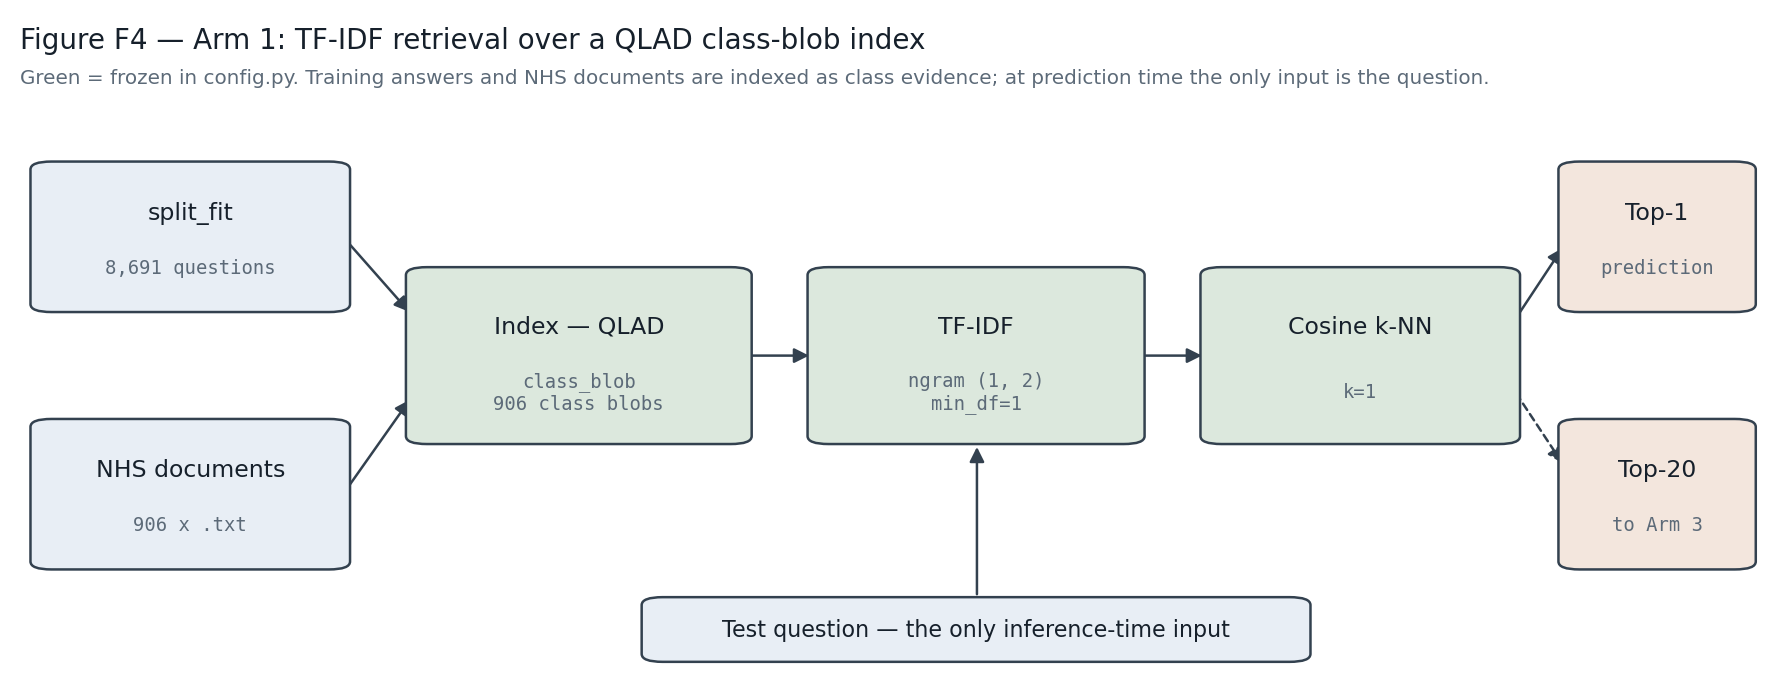 Figure F4 — Arm 1: TF-IDF retrieval over a QLAD class-blob index
Green = frozen in config.py. Training answers and NHS documents are indexed as class evidence; at prediction time the only input is the question.
split_fit
8,691 questions
NHS documents
906 x .txt
Index — QLAD
class_blob
906 class blobs
TF-IDF
ngram (1, 2)
min_df=1
Cosine k-NN
k=1
Top-1
prediction
Top-20
to Arm 3
Test question — the only inference-time input